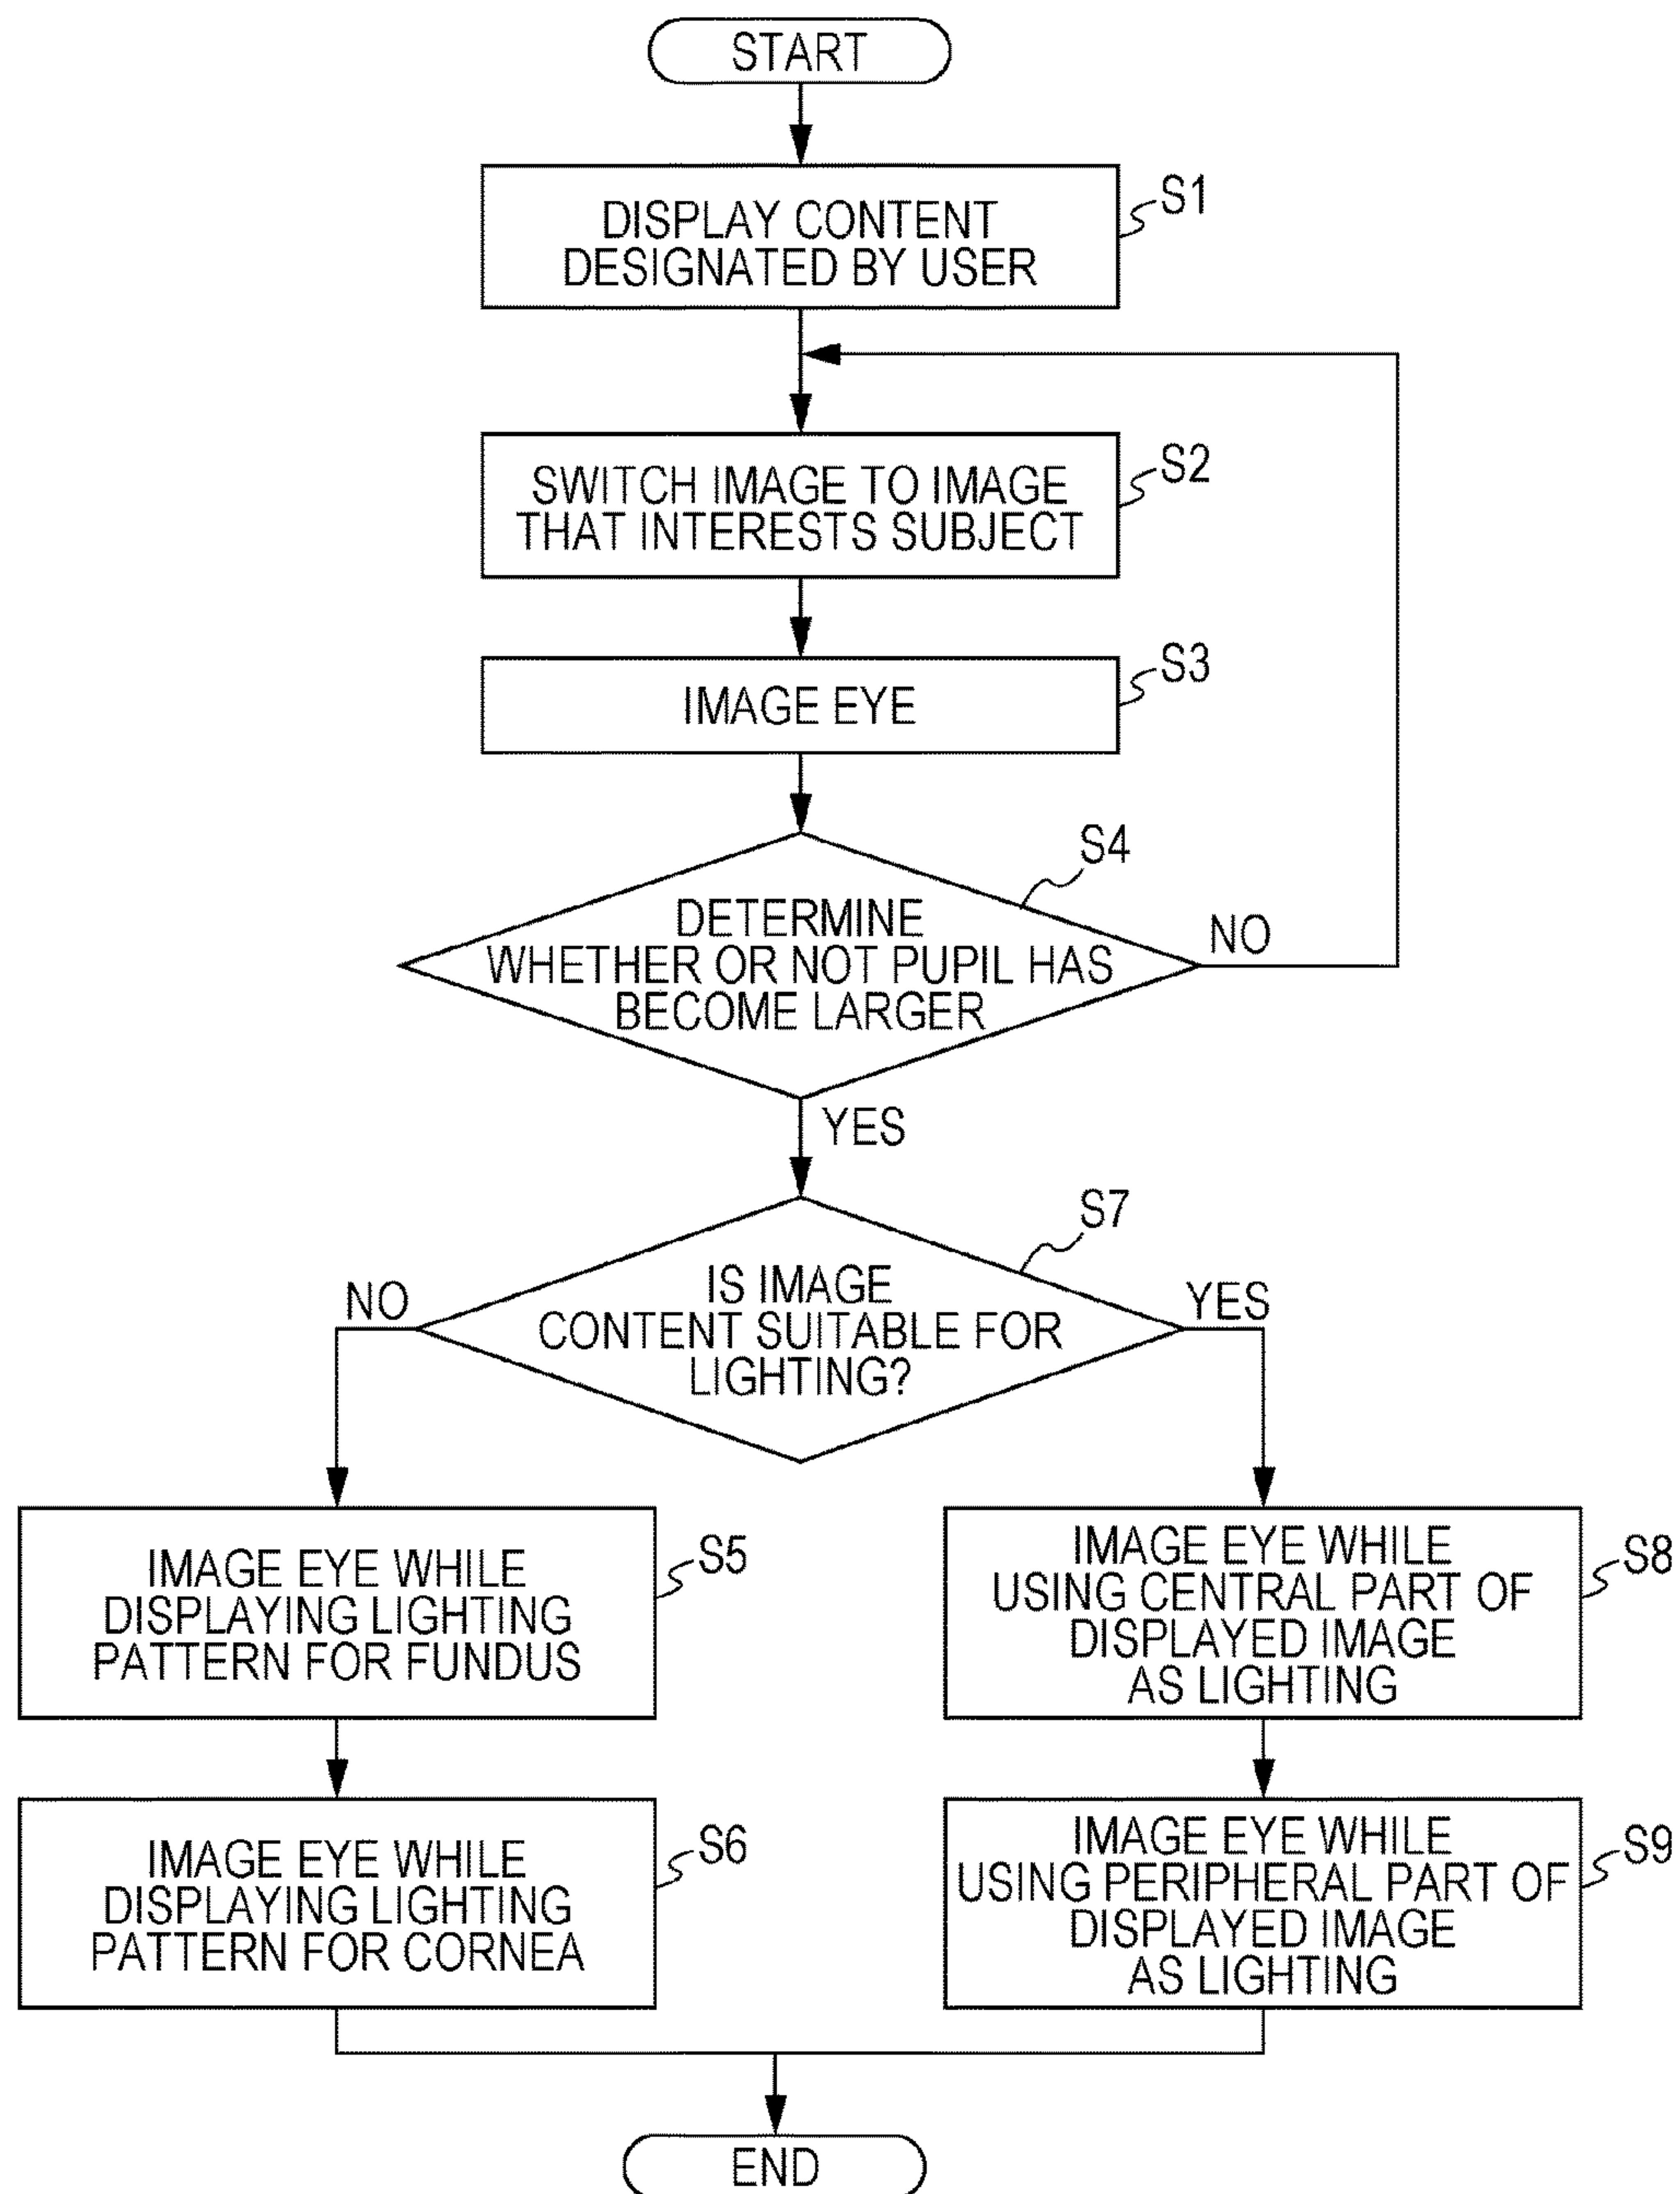 START
DISPLAY CONTENT
DESIGNATED BY USER
S1
SWITCH IMAGE TO IMAGE
THAT INTERESTS SUBJECT
S2
IMAGE EYE
S3
DETERMINE
WHETHER OR NOT PUPIL HAS
BECOME LARGER
S4
NO
YES
IS IMAGE
CONTENT SUITABLE FOR
LIGHTING?
S7
NO
YES
IMAGE EYE WHILE
DISPLAYING LIGHTING
PATTERN FOR FUNDUS
S5
IMAGE EYE WHILE
USING CENTRAL PART OF
DISPLAYED IMAGE
AS LIGHTING
S8
IMAGE EYE WHILE
DISPLAYING LIGHTING
PATTERN FOR CORNEA
S6
IMAGE EYE WHILE
USING PERIPHERAL PART OF
DISPLAYED IMAGE
AS LIGHTING
S9
END